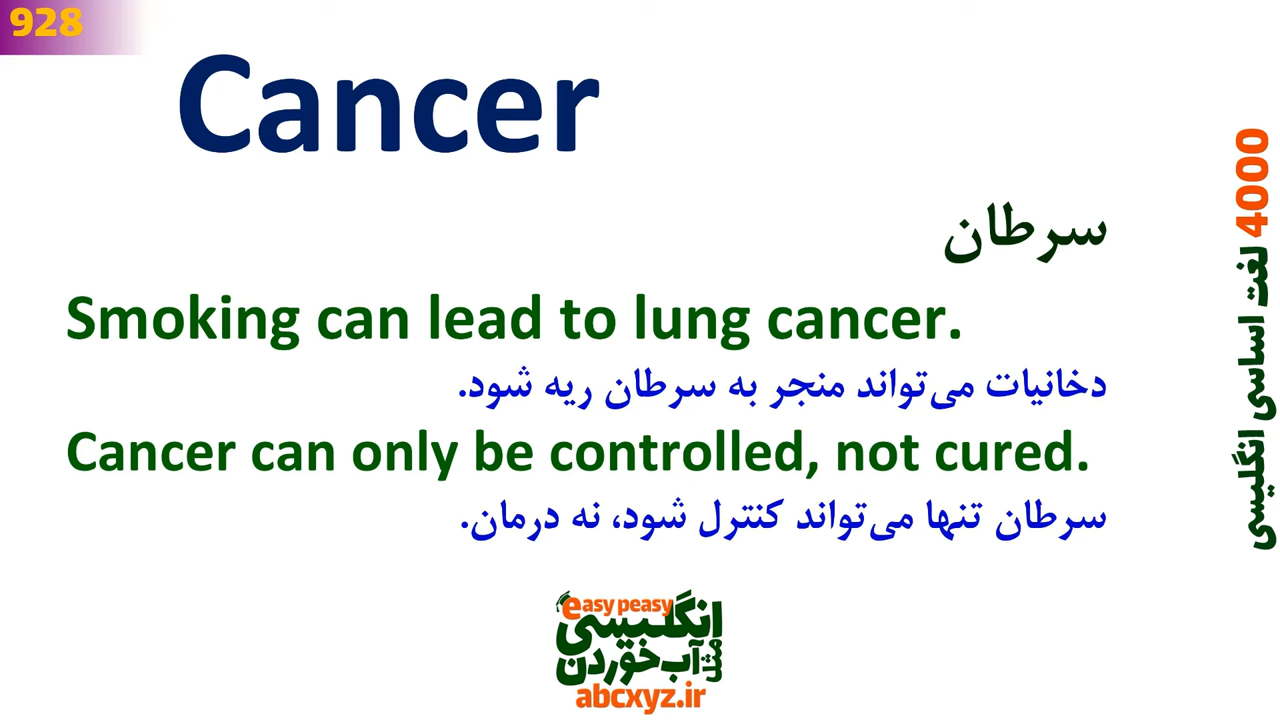 928
Cancer
سرطان
Smoking can lead to lung cancer.
دخانیات می‌تواند منجر به سرطان ریه شود.
Cancer can only be controlled, not cured.
سرطان تنها می‌تواند کنترل شود، نه درمان.
4000 لغت اساسی انگلیسی
easy peasy
انگلیسی
مثل آب خوردن
abcxyz.ir